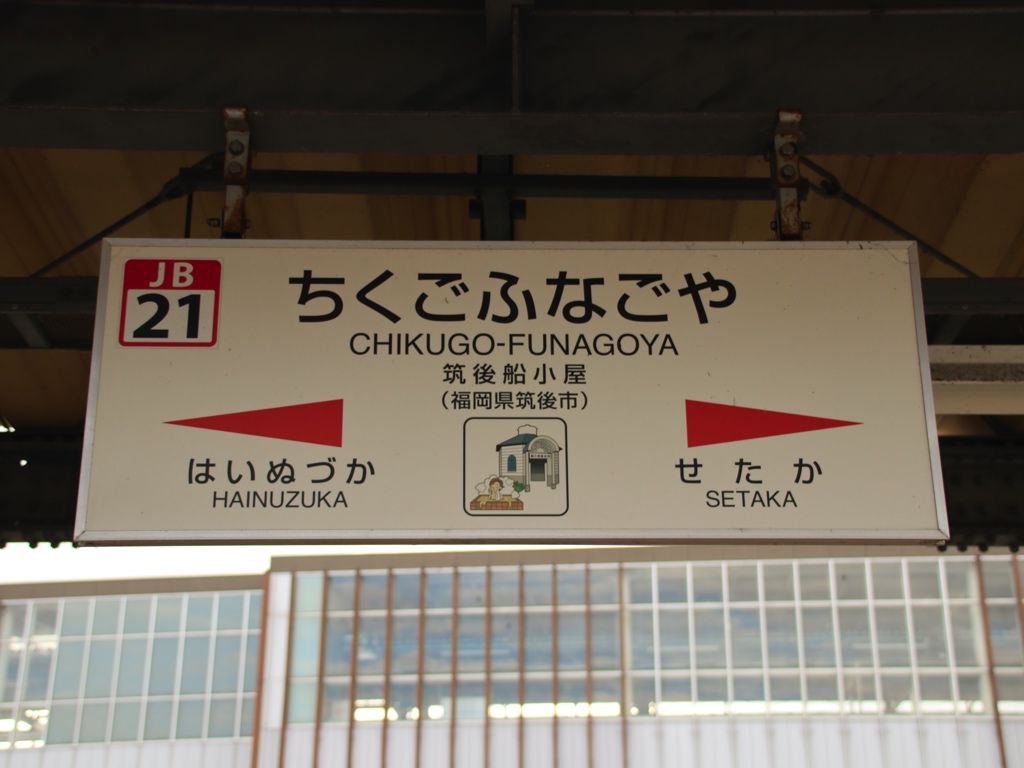 JB
21
ちくごふなごや
CHIKUGO-FUNAGOYA
筑後船小屋
（福岡県筑後市）
はいぬづか
HAINUZUKA
せたか
SETAKA